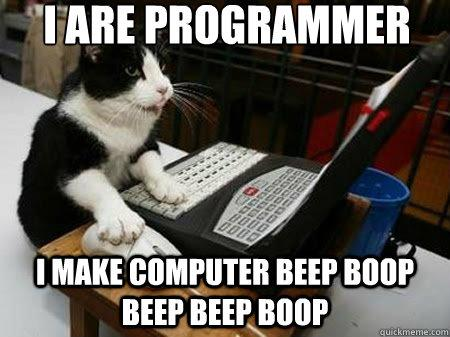 I ARE PROGRAMMER
I MAKE COMPUTER BEEP BOOP
BEEP BEEP BOOP
quickmeme.com